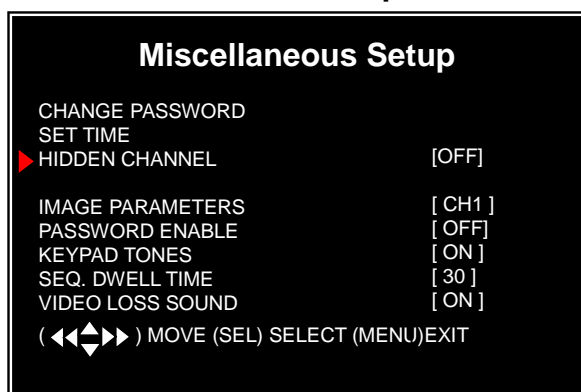 Miscellaneous Setup
CHANGE PASSWORD
SET TIME
HIDDEN CHANNEL [OFF]
IMAGE PARAMETERS [ CH1 ]
PASSWORD ENABLE [ OFF]
KEYPAD TONES [ ON ]
SEQ. DWELL TIME [ 30 ]
VIDEO LOSS SOUND [ ON ]
( ) MOVE (SEL) SELECT (MENU)EXIT